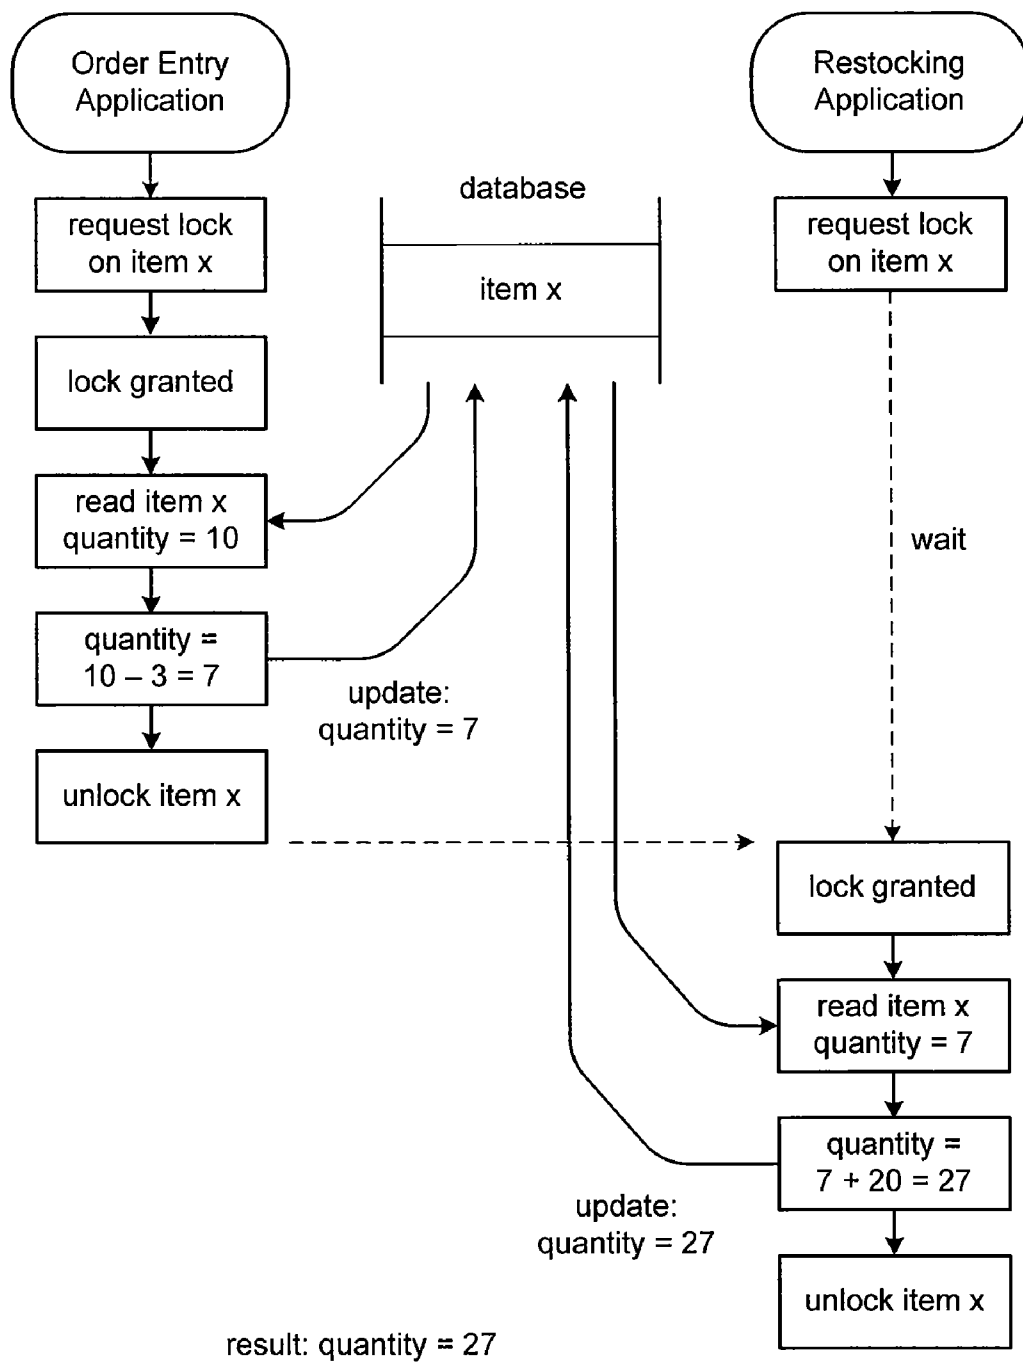 Order Entry
Application
request lock
on item x
lock granted
read item x
quantity = 10
quantity =
10 – 3 = 7
unlock item x
database
item x
update:
quantity = 7
Restocking
Application
request lock
on item x
wait
lock granted
read item x
quantity = 7
quantity =
7 + 20 = 27
update:
quantity = 27
unlock item x
result: quantity = 27